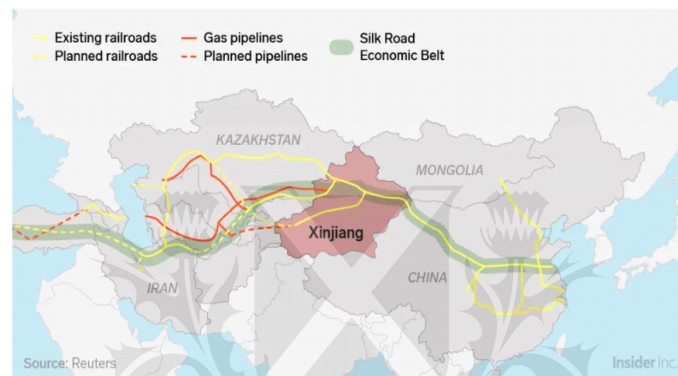 Existing railroads
Planned railroads
Gas pipelines
Planned pipelines
Silk Road
Economic Belt
KAZAKHSTAN
MONGOLIA
Xinjiang
IRAN
CHINA
Source: Reuters
Insider Inc.